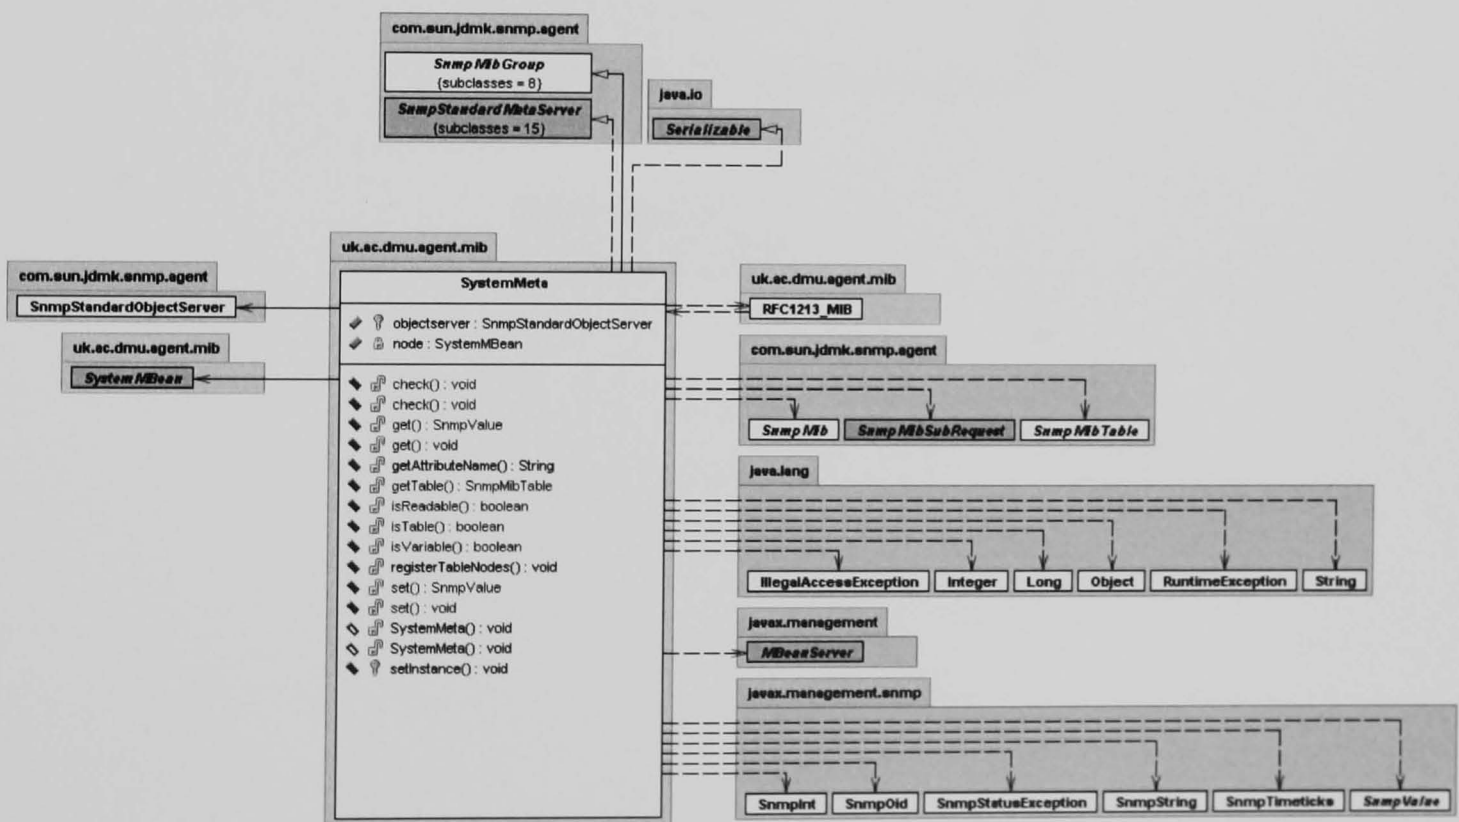 com.sun.jdmk.snmp.agent
SnmpMibGroup
{subclasses = 8}
SnmpStandardMetaServer
{subclasses = 15}
java.io
Serializable
uk.ac.dmu.agent.mib
SystemMeta
objectserver : SnmpStandardObjectServer
node : SystemMBean
check() : void
check() : void
get() : SnmpValue
get() : void
getAttributeName() : String
getTable() : SnmpMibTable
isReadable() : boolean
isTable() : boolean
isVariable() : boolean
registerTableNodes() : void
set() : SnmpValue
set() : void
SystemMeta() : void
SystemMeta() : void
setInstance() : void
com.sun.jdmk.snmp.agent
SnmpStandardObjectServer
uk.ac.dmu.agent.mib
SystemMBean
uk.ac.dmu.agent.mib
RFC1213_MIB
com.sun.jdmk.snmp.agent
SnmpMib SnmpMibSubRequest SnmpMibTable
java.lang
IllegalAccessException Integer Long Object RuntimeException String
javax.management
MBeanServer
javax.management.snmp
SnmpInt SnmpOid SnmpStatusException SnmpString SnmpTimeticks SnmpValue